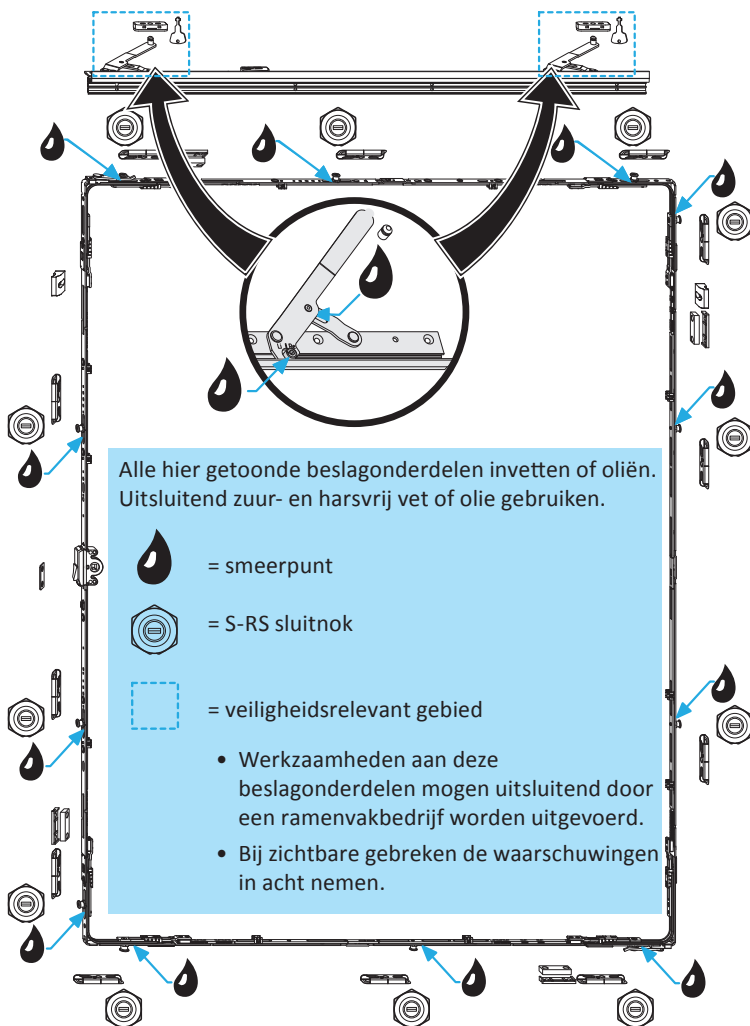 Alle hier getoonde beslagonderdelen invetten of oliën.
Uitsluitend zuur- en harsvrij vet of olie gebruiken.
= smeerpunt
= S-RS sluitnok
= veiligheidsrelevant gebied
• Werkzaamheden aan deze
beslagonderdelen mogen uitsluitend door
een ramenvakbedrijf worden uitgevoerd.
• Bij zichtbare gebreken de waarschuwingen
in acht nemen.